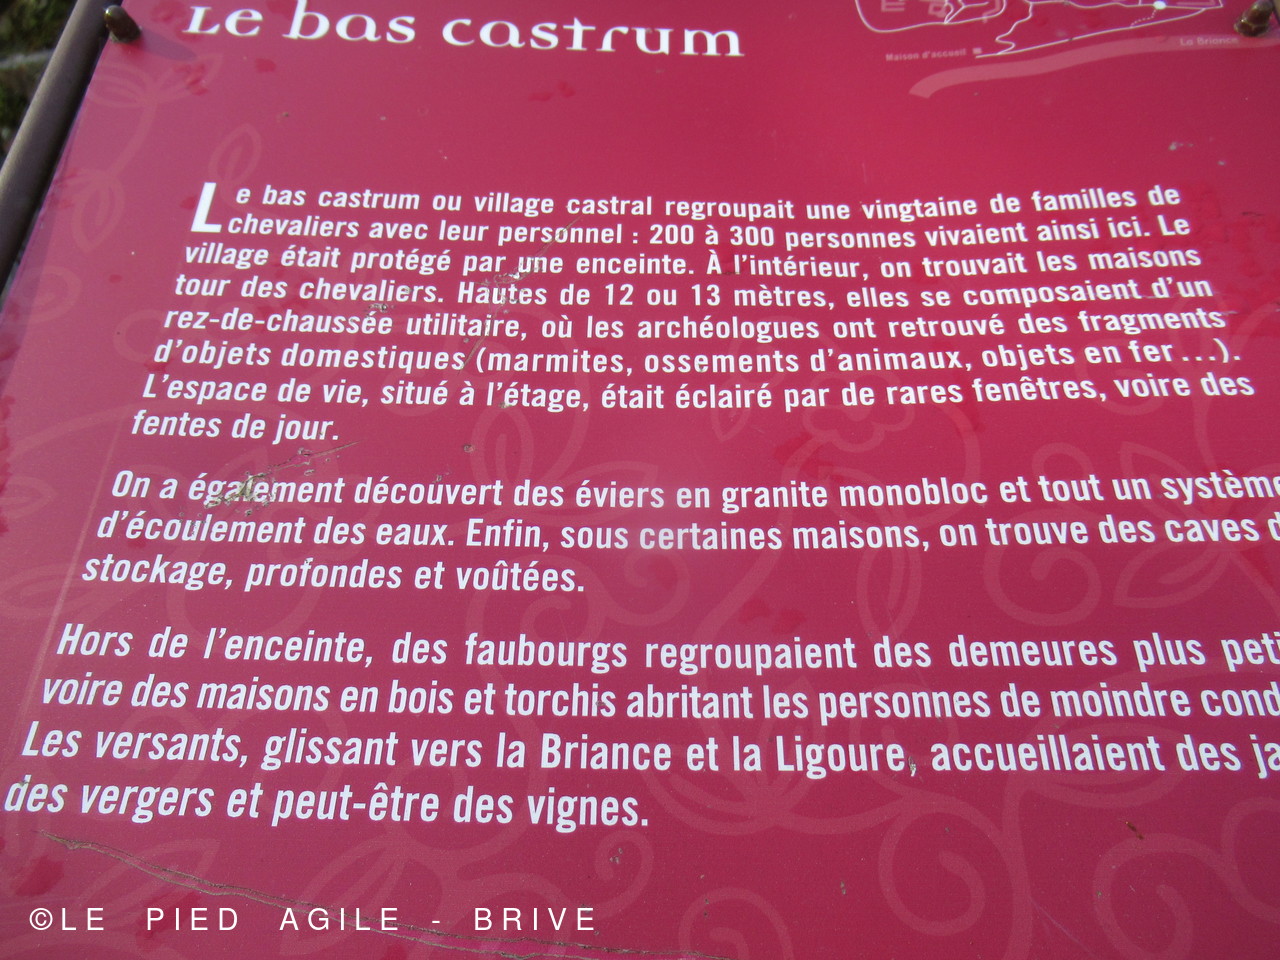 Le bas castrum
Maison d'accueil
La Briance
Le bas castrum ou village castral regroupait une vingtaine de familles de
chevaliers avec leur personnel : 200 à 300 personnes vivaient ainsi ici. Le
village était protégé par une enceinte. À l'intérieur, on trouvait les maisons
tour des chevaliers. Hautes de 12 ou 13 mètres, elles se composaient d'un
rez-de-chaussée utilitaire, où les archéologues ont retrouvé des fragments
d'objets domestiques (marmites, ossements d'animaux, objets en fer...).
L'espace de vie, situé à l'étage, était éclairé par de rares fenêtres, voire des
fentes de jour.
On a également découvert des éviers en granite monobloc et tout un système
d'écoulement des eaux. Enfin, sous certaines maisons, on trouve des caves
stockage, profondes et voûtées.
Hors de l'enceinte, des faubourgs regroupaient des demeures plus
voire des maisons en bois et torchis abritant les personnes de moindre
Les versants, glissant vers la Briance et la Ligoure, accueillaient des
des vergers et peut-être des vignes.
©LE PIED AGILE - BRIVE